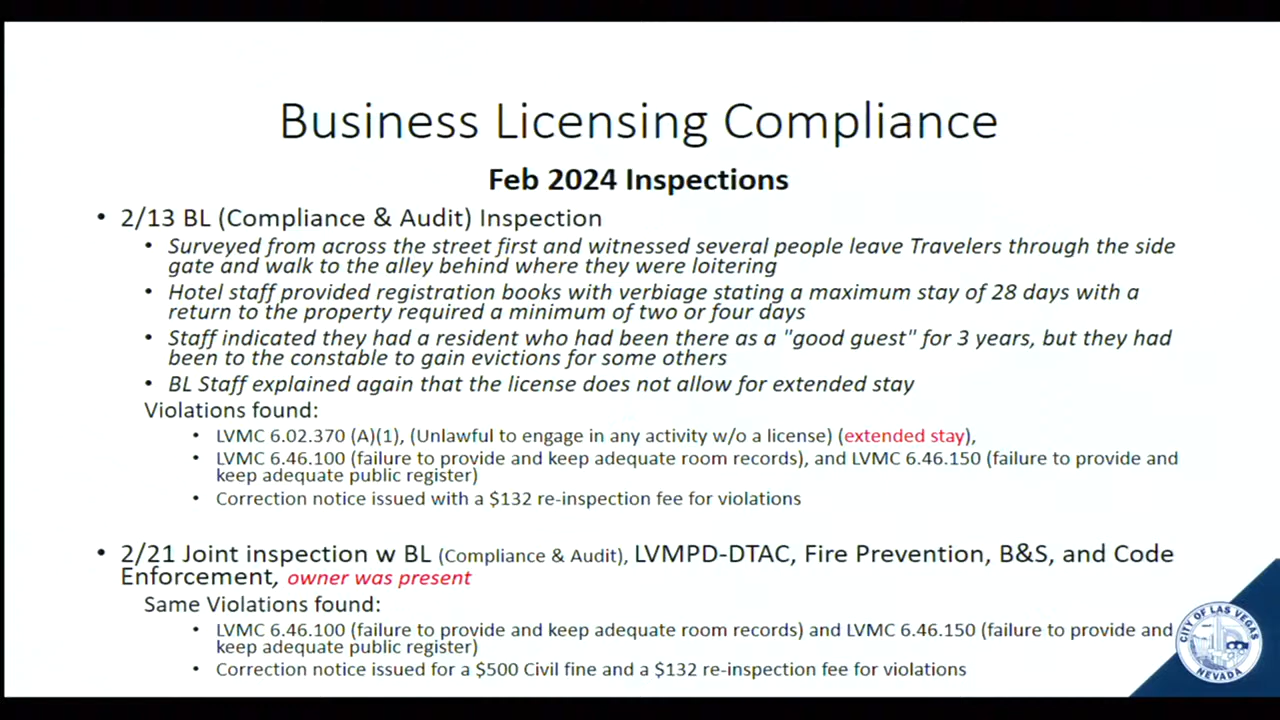 Business Licensing Compliance
Feb 2024 Inspections
• 2/13 BL (Compliance & Audit) Inspection
• Surveyed from across the street first and witnessed several people leave Travelers through the side
gate and walk to the alley behind where they were loitering
• Hotel staff provided registration books with verbiage stating a maximum stay of 28 days with a
return to the property required a minimum of two or four days
• Staff indicated they had a resident who had been there as a "good guest" for 3 years, but they had
been to the constable to gain evictions for some others
• BL Staff explained again that the license does not allow for extended stay
Violations found:
• LVMC 6.02.370 (A)(1), (Unlawful to engage in any activity w/o a license) (extended stay),
• LVMC 6.46.100 (failure to provide and keep adequate room records), and LVMC 6.46.150 (failure to provide and
keep adequate public register)
• Correction notice issued with a $132 re-inspection fee for violations
• 2/21 Joint inspection w BL (Compliance & Audit), LVMPD-DTAC, Fire Prevention, B&S, and Code
Enforcement, owner was present
Same Violations found:
• LVMC 6.46.100 (failure to provide and keep adequate room records) and LVMC 6.46.150 (failure to provide and
keep adequate public register)
• Correction notice issued for a $500 Civil fine and a $132 re-inspection fee for violations
CITY OF LAS VEGAS
NEVADA